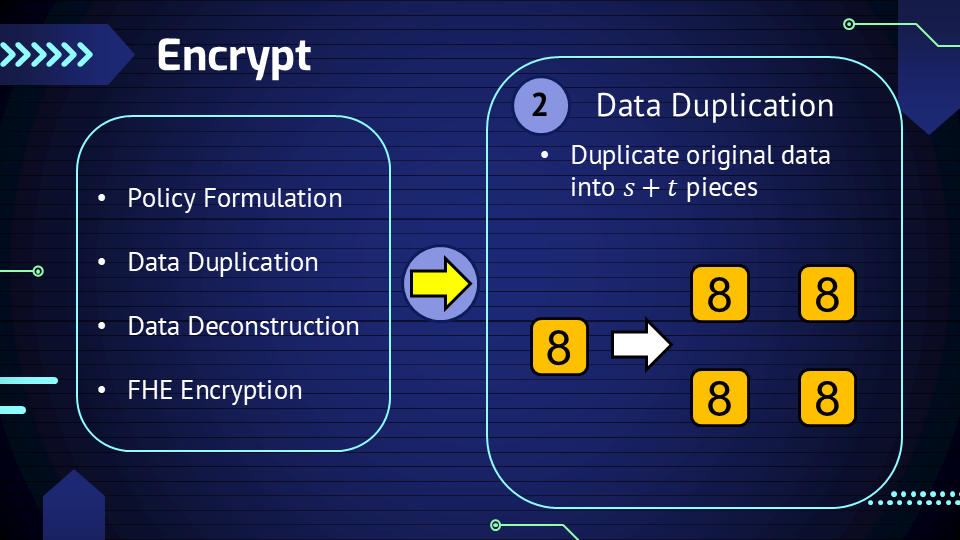 Encrypt
• Policy Formulation
• Data Duplication
• Data Deconstruction
• FHE Encryption
2
Data Duplication
• Duplicate original data
into s + t pieces
8
8 8
8 8